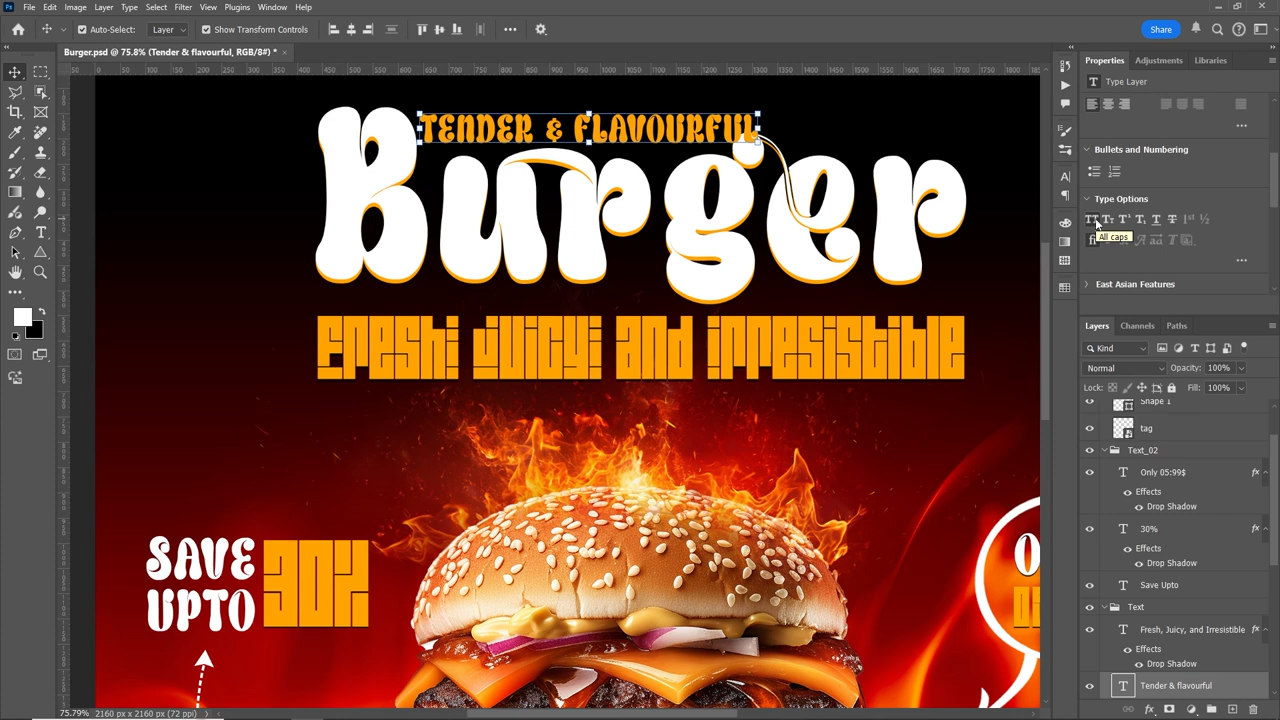 File Edit Image Layer Type Select Filter View Plugins Window Help
Auto-Select: Layer Show Transform Controls Share
Burger.psd @ 75.8% (Tender & flavourful, RGB/8#) *
TENDER & FLAVOURFUL
Burger
Fresh, Juicy, and Irresistible
SAVE
UPTO
30%
O
75.79% 2160 px x 2160 px (72 ppi)
Properties Adjustments Libraries
Type Layer
Bullets and Numbering
Type Options
All caps
East Asian Features
Layers Channels Paths
Kind
Normal Opacity: 100%
Lock: Fill: 100%
Shape 1
tag
Text_02
Only 05:99$ fx
Effects
Drop Shadow
30% fx
Effects
Drop Shadow
Save Upto
Text
Fresh, Juicy, and Irresistible fx
Effects
Drop Shadow
Tender & flavourful